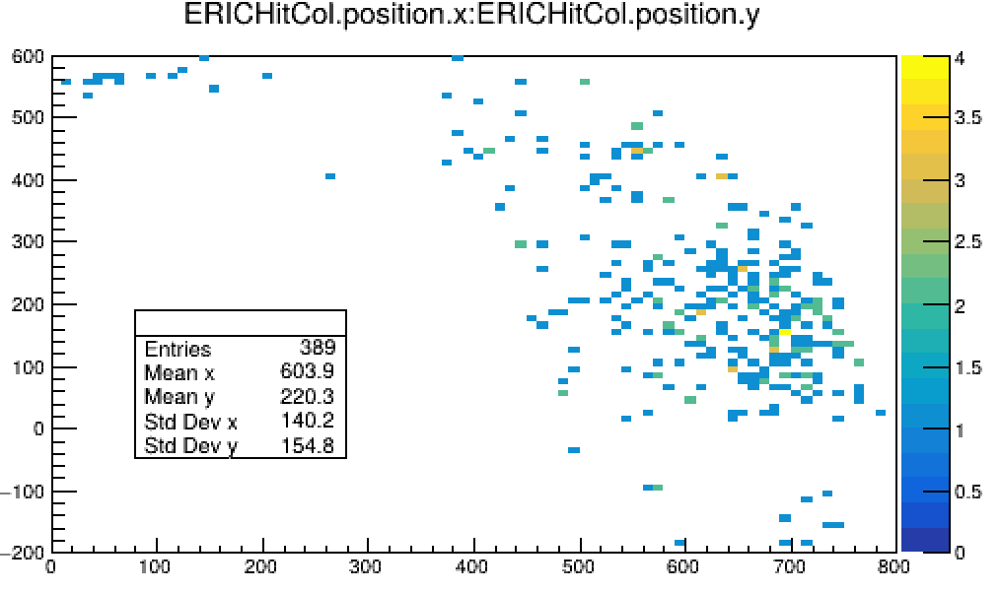 ERICHitCol.position.x:ERICHitCol.position.y
600
500
400
300
200
100
0
−100
−200
0 100 200 300 400 500 600 700 800
Entries 389
Mean x 603.9
Mean y 220.3
Std Dev x 140.2
Std Dev y 154.8
4
3.5
3
2.5
2
1.5
1
0.5
0